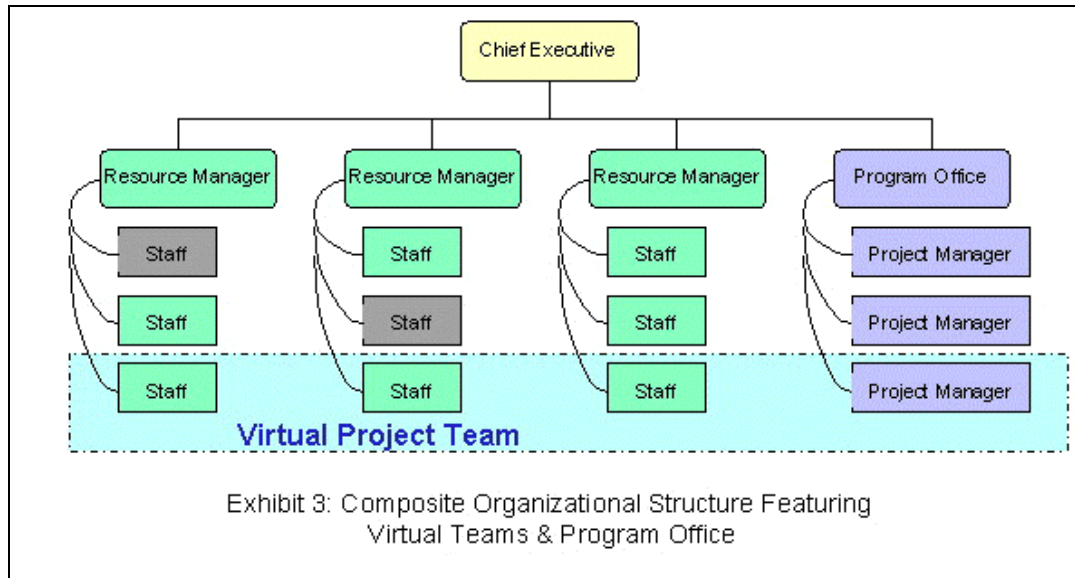 Chief Executive
Resource Manager Resource Manager Resource Manager Program Office
Staff Staff Staff Project Manager
Staff Staff Staff Project Manager
Staff Staff Staff Project Manager
Virtual Project Team
Exhibit 3: Composite Organizational Structure Featuring
Virtual Teams & Program Office